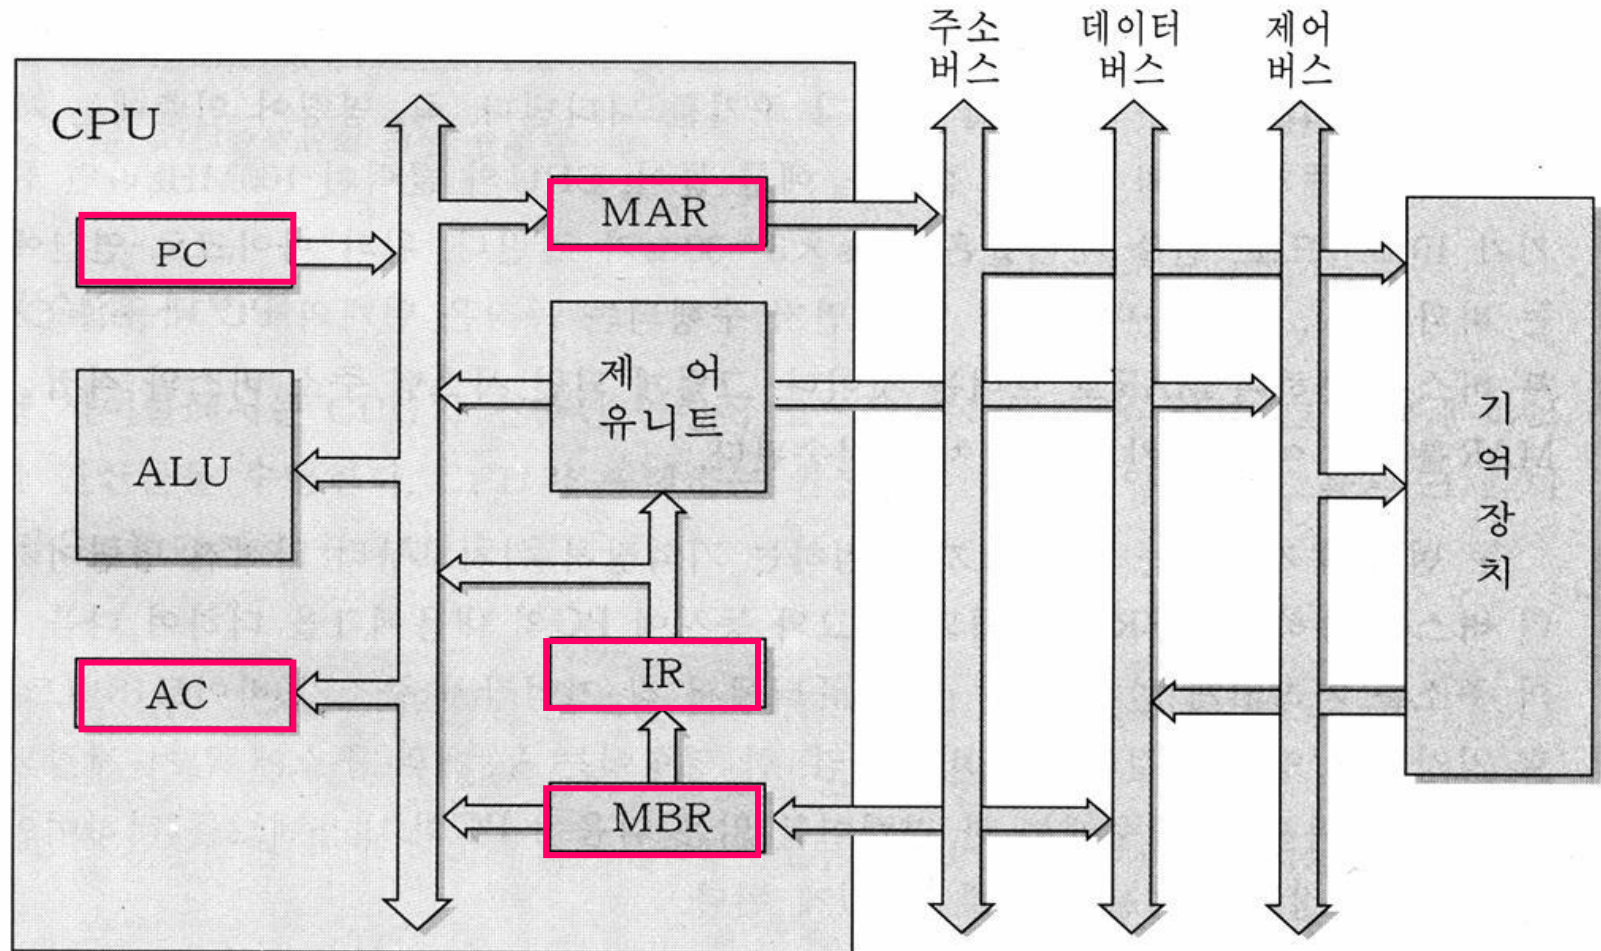 주소
버스
데이터
버스
제어
버스
CPU
PC
MAR
제 어
유니트
ALU
AC
IR
MBR
기
억
장
치